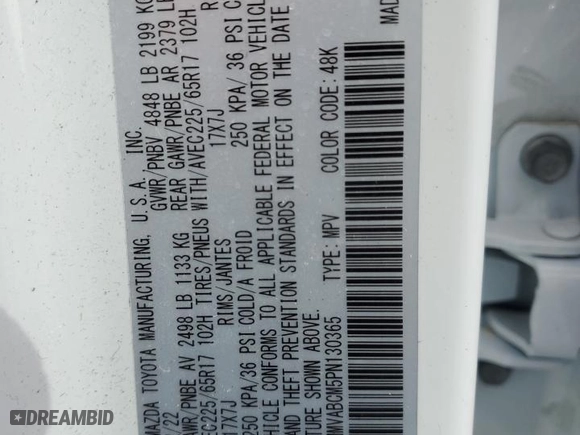 MAZDA TOYOTA MANUFACTURING, U.S.A., INC.
/22 GVWR/PNBV 4848 LB 2199 KG
GAWR/PNBE AV 2498 LB 1133 KG REAR GAWR/PNBE AR 2379 LB
225/65R17 102H TIRES/PNEUS WITH/AVEC225/65R17 102H
17X7J RIMS/JANTES 17X7J
250 KPA/36 PSI COLD/A FROID 250 KPA/ 36 PSI
CONFORMS TO ALL APPLICABLE FEDERAL MOTOR VEHICLE
AND THEFT PREVENTION STANDARDS IN EFFECT ON THE DATE
SHOWN ABOVE.
MVABCM5PN130365 TYPE: MPV COLOR CODE: 48K
MAD
DREAMBID.COM